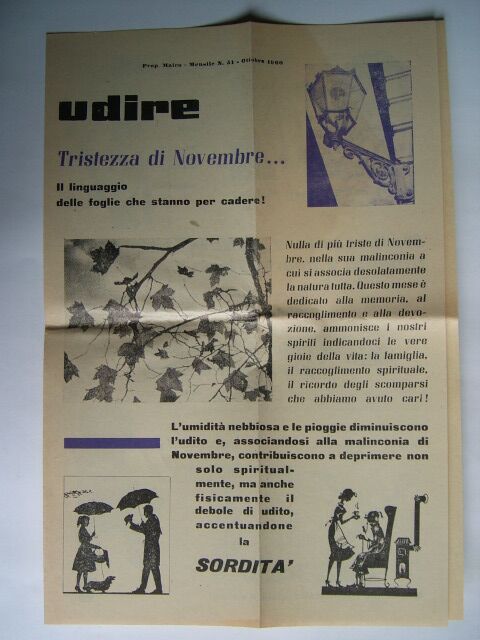 Prop. Maico - Mensile N. 51 - Ottobre 1960
udire
Tristezza di Novembre...
Il linguaggio
delle foglie che stanno per cadere!
Nulla di più triste di Novem-
bre, nella sua malinconia a
cui si associa desolatamente
la natura tutta. Questo mese è
dedicato alla memoria, al
raccoglimento e alla devo-
zione, ammonisce i nostri
spiriti indicandoci le vere
gioie della vita: la famiglia,
il raccoglimento spirituale,
il ricordo degli scomparsi
che abbiamo avuto cari!
L'umidità nebbiosa e le pioggie diminuiscono
l'udito e, associandosi alla malinconia di
Novembre, contribuiscono a deprimere non
solo spiritual-
mente, ma anche
fisicamente il
debole di udito,
accentuandone
la
SORDITA'